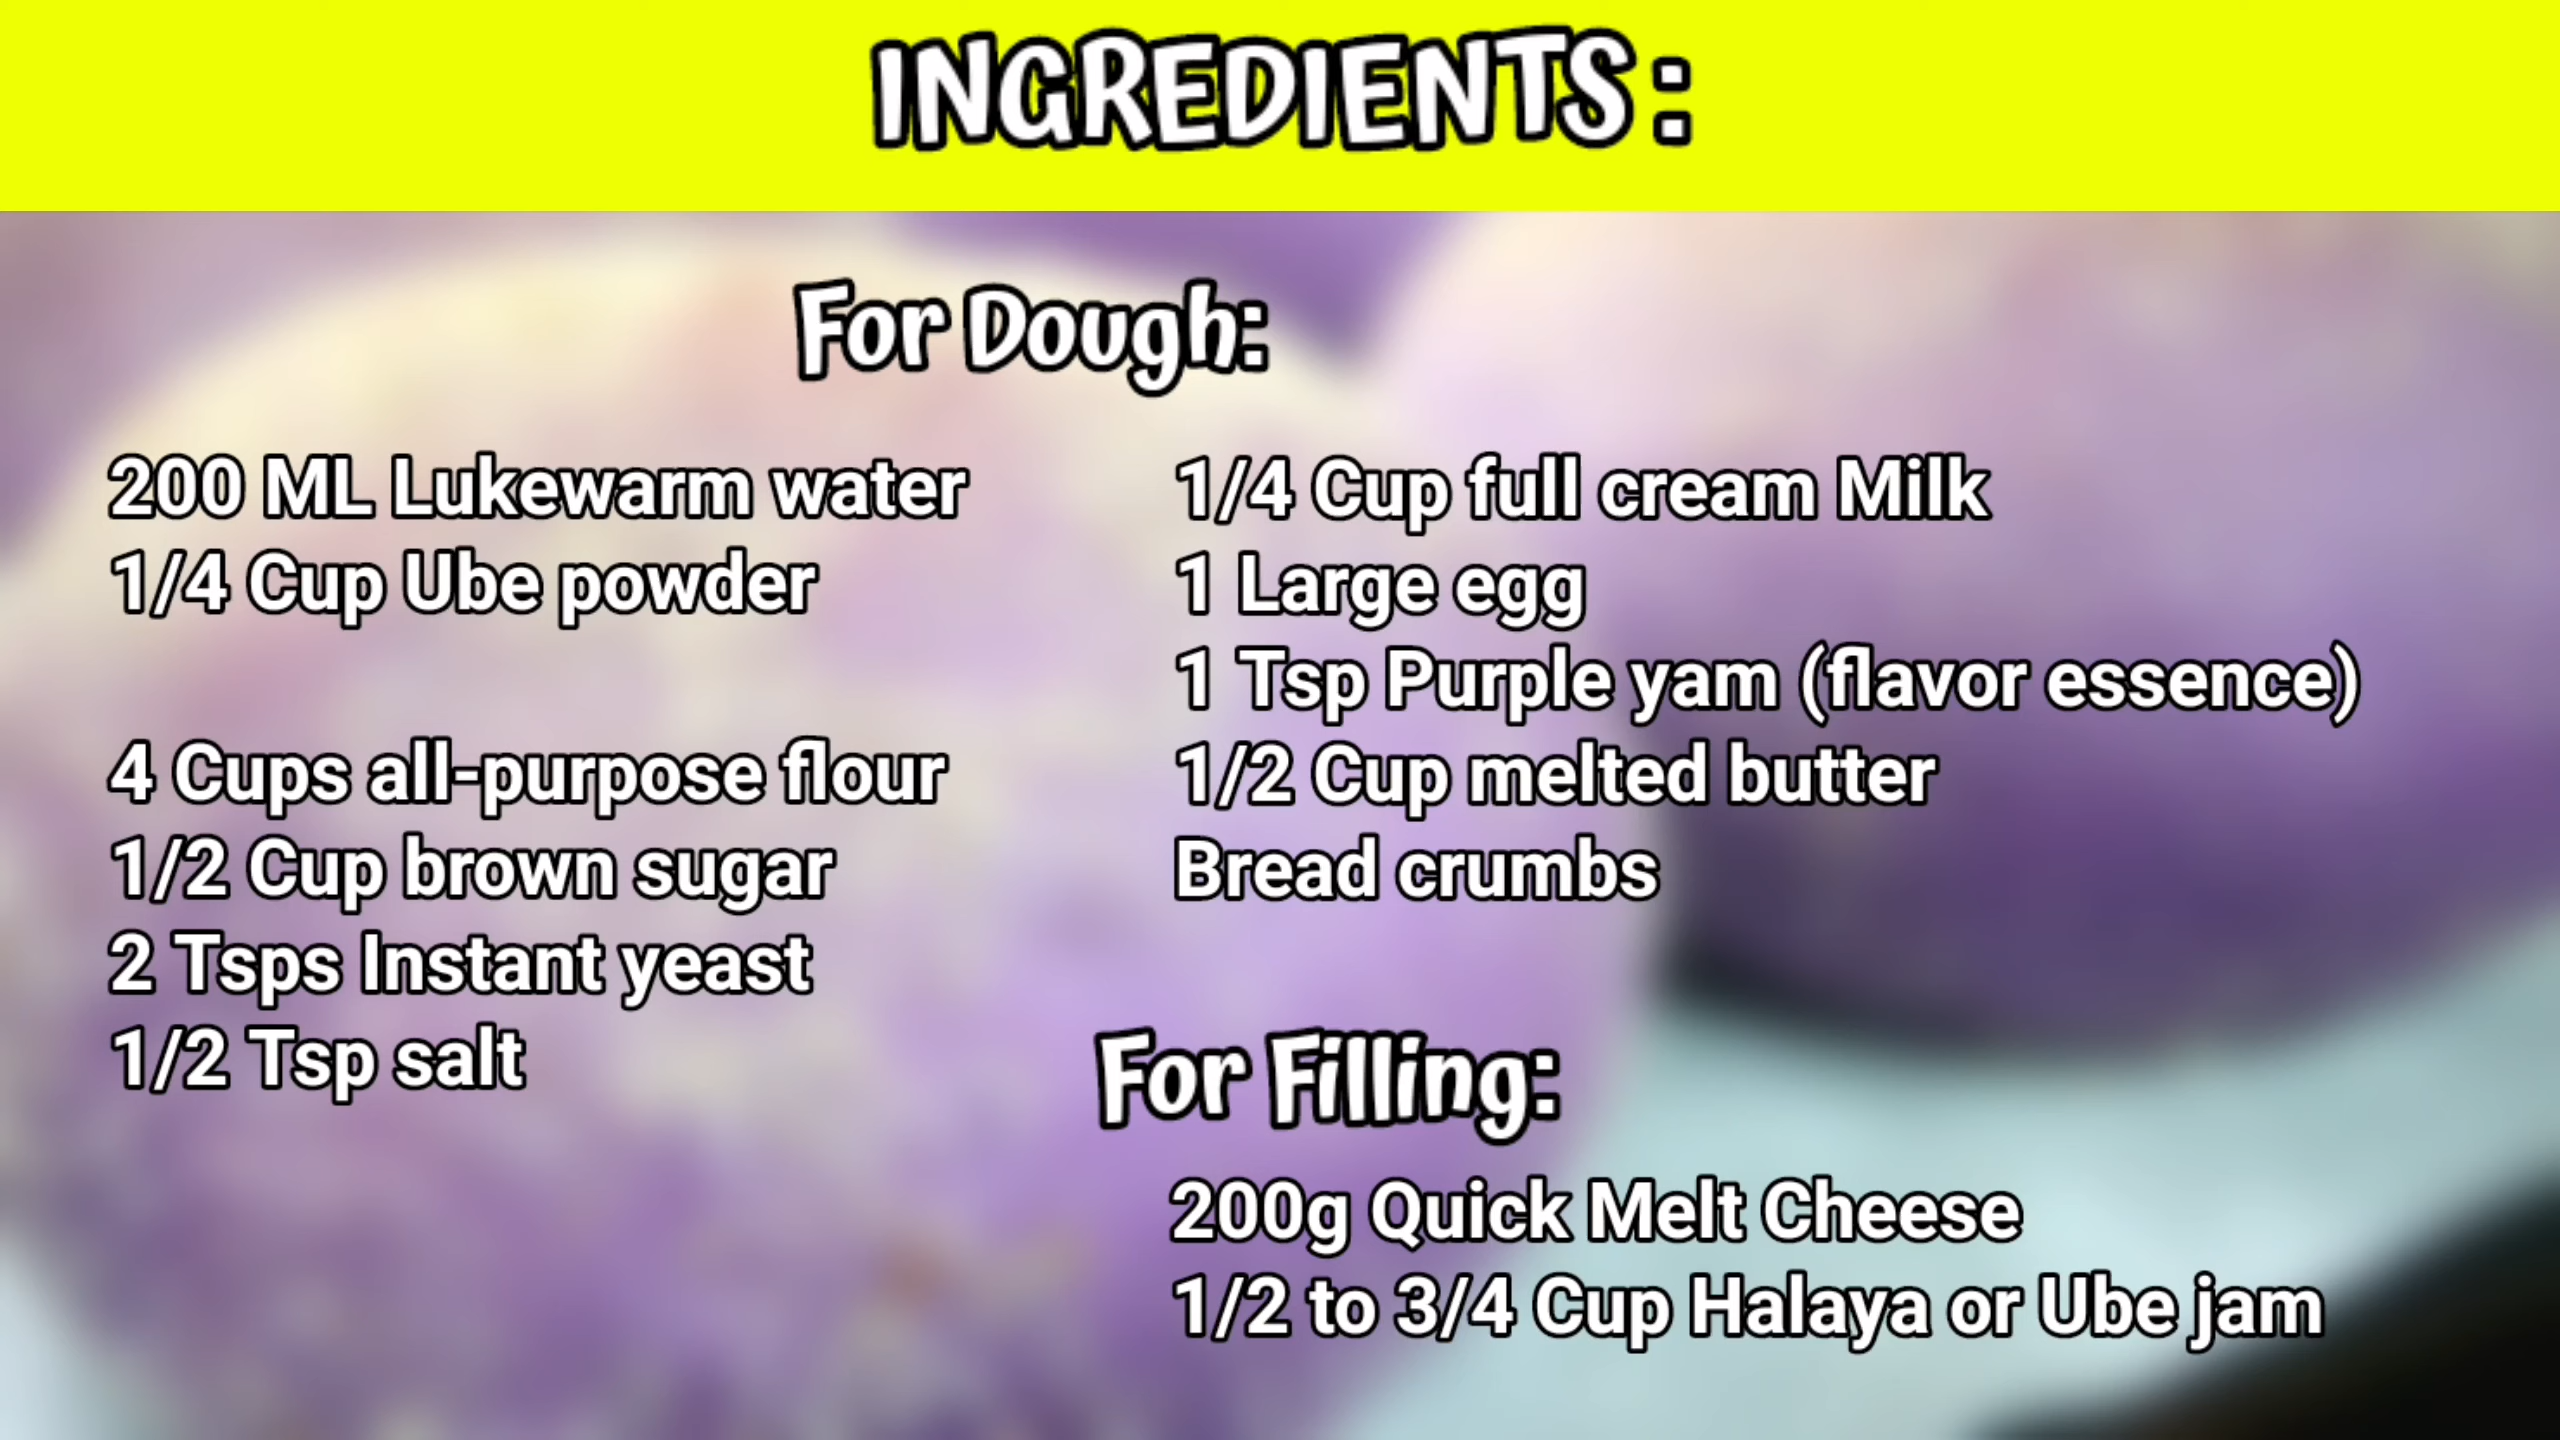 INGREDIENTS:
For Dough:
200 ML Lukewarm water
1/4 Cup Ube powder
4 Cups all-purpose flour
1/2 Cup brown sugar
2 Tsps Instant yeast
1/2 Tsp salt
1/4 Cup full cream Milk
1 Large egg
1 Tsp Purple yam (flavor essence)
1/2 Cup melted butter
Bread crumbs
For Filling:
200g Quick Melt Cheese
1/2 to 3/4 Cup Halaya or Ube jam